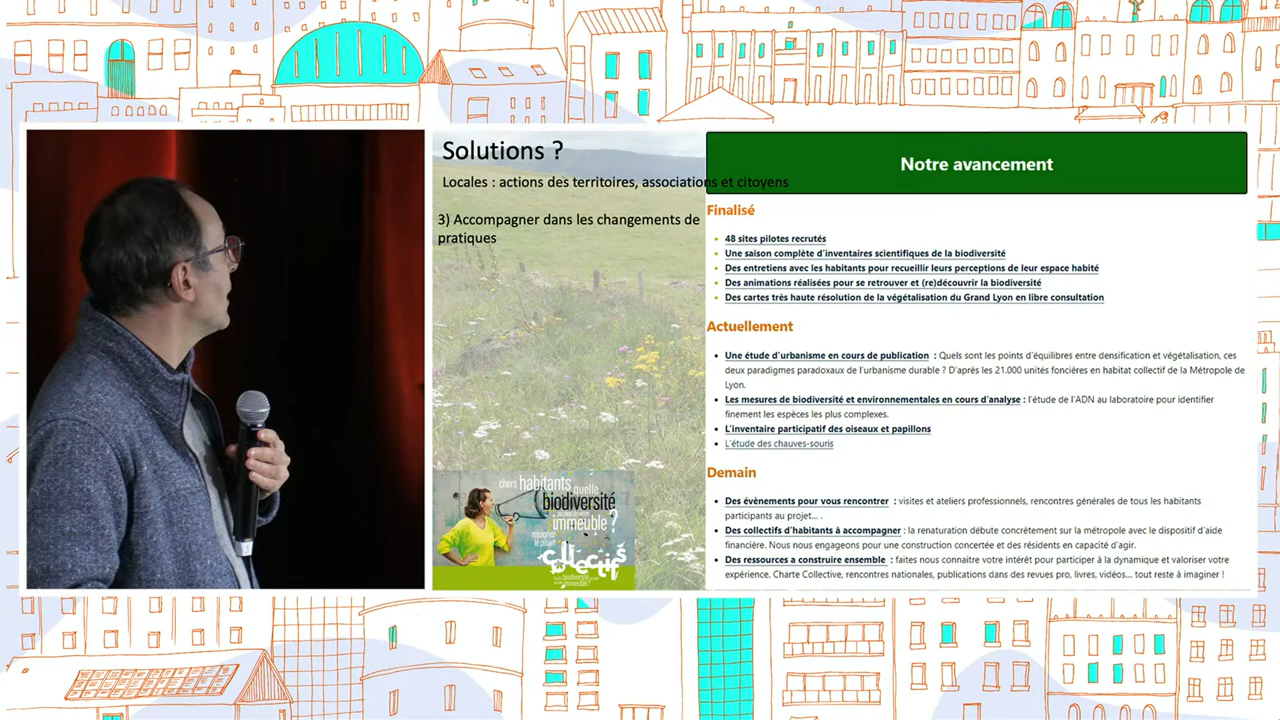 Solutions ?
Locales : actions des territoires, associations et citoyens
3) Accompagner dans les changements de
pratiques
chers habitants
quelle
biodiversité
immeuble ?
rejoignez
le projet
collectifs
Notre avancement
Finalisé
48 sites pilotes recrutés
Une saison complète d'inventaires scientifiques de la biodiversité
Des entretiens avec les habitants pour recueillir leurs perceptions de leur espace habité
Des animations réalisées pour se retrouver et (re)découvrir la biodiversité
Des cartes très haute résolution de la végétalisation du Grand Lyon en libre consultation
Actuellement
Une étude d'urbanisme en cours de publication : Quels sont les points d'équilibres entre densification et végétalisation, ces
deux paradigmes paradoxaux de l'urbanisme durable ? D'après les 21.000 unités foncières en habitat collectif de la Métropole de
Lyon.
Les mesures de biodiversité et environnementales en cours d'analyse : l'étude de l'ADN au laboratoire pour identifier
finement les espèces les plus complexes.
L'inventaire participatif des oiseaux et papillons
L'étude des chauves-souris
Demain
Des évènements pour vous rencontrer : visites et ateliers professionnels, rencontres générales de tous les habitants
participants au projet... .
Des collectifs d'habitants à accompagner : la renaturation débute concrètement sur la métropole avec le dispositif d'aide
financière. Nous nous engageons pour une construction concertée et des résidents en capacité d'agir.
Des ressources a construire ensemble : faites nous connaitre votre intérêt pour participer à la dynamique et valoriser votre
expérience. Charte Collective, rencontres nationales, publications dans des revues pro, livres, vidéos... tout reste à imaginer !